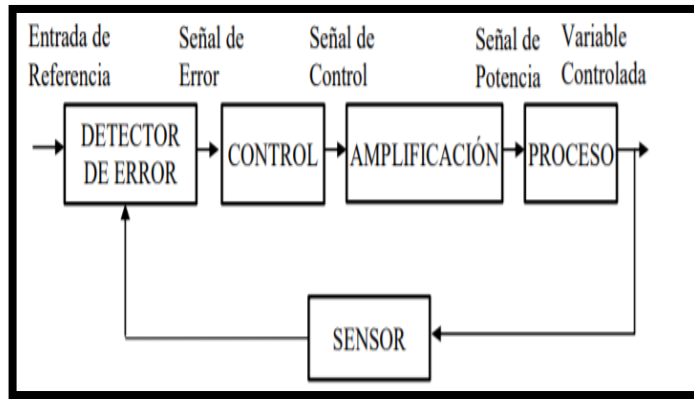 Entrada de
Referencia
Señal de
Error
Señal de
Control
Señal de
Potencia
Variable
Controlada
DETECTOR
DE ERROR
CONTROL
AMPLIFICACIÓN
PROCESO
SENSOR